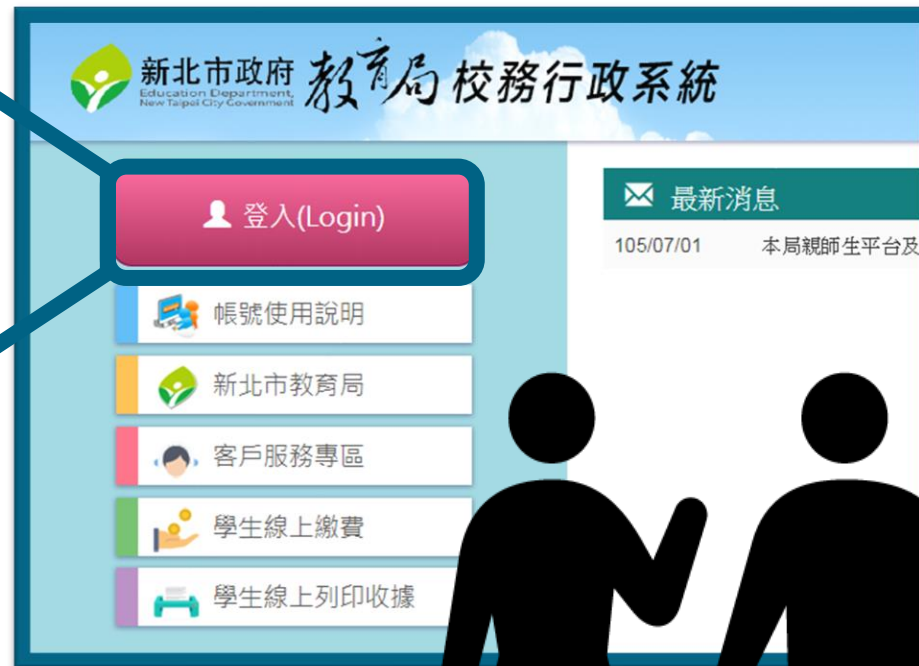 新北市政府 教育局 校務行政系統
Education Department,
New Taipei City Government
登入(Login)
最新消息
105/07/01 本局親師生平台及
帳號使用說明
新北市教育局
客戶服務專區
學生線上繳費
學生線上列印收據